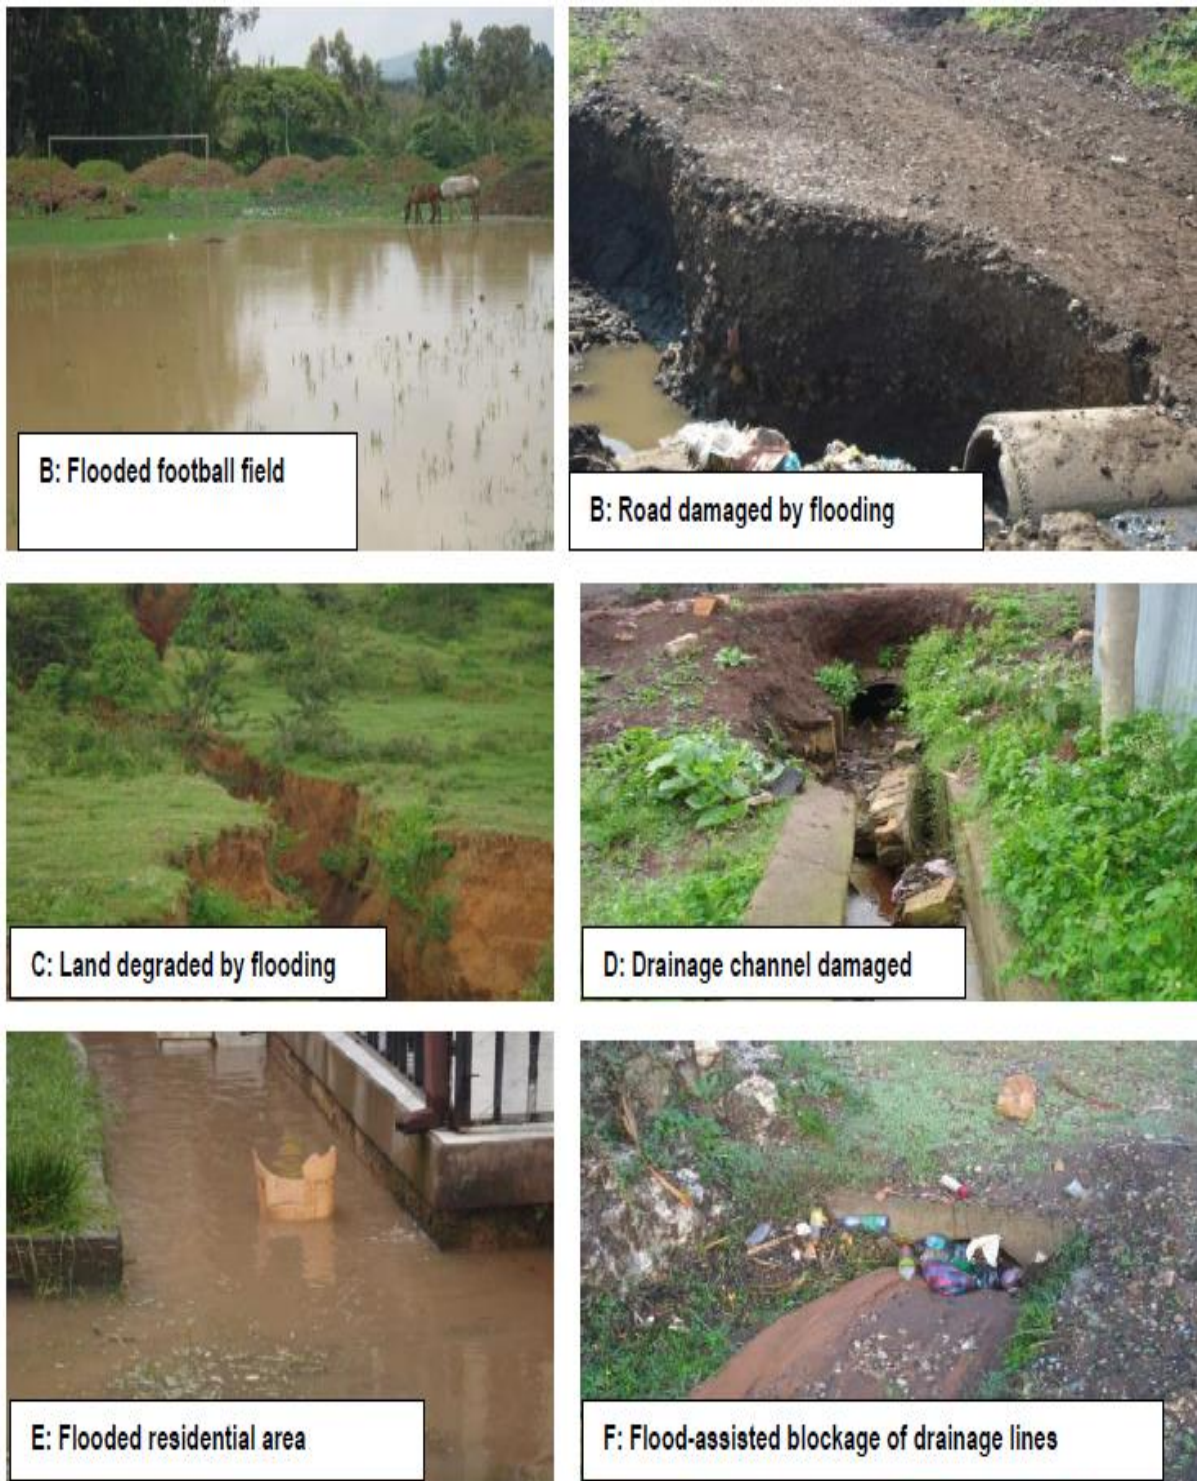 B: Flooded football field
B: Road damaged by flooding
C: Land degraded by flooding
D: Drainage channel damaged
E: Flooded residential area
F: Flood-assisted blockage of drainage lines